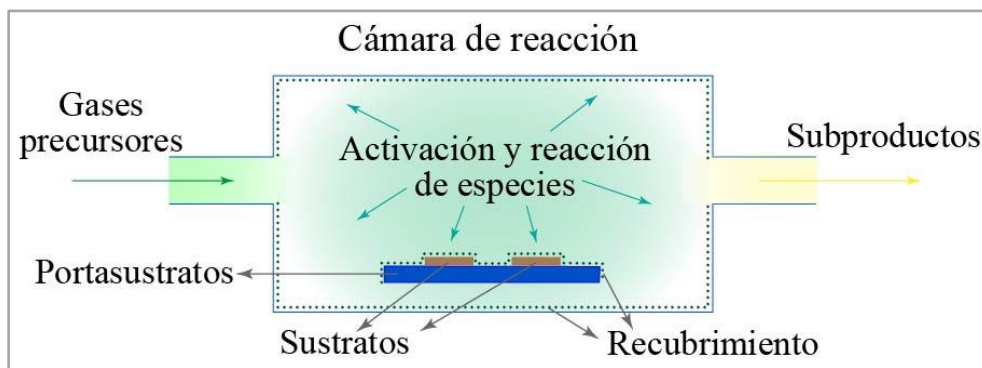 Cámara de reacción
Gases
precursores
Activación y reacción
de especies
Subproductos
Portasustratos
Sustratos
Recubrimiento